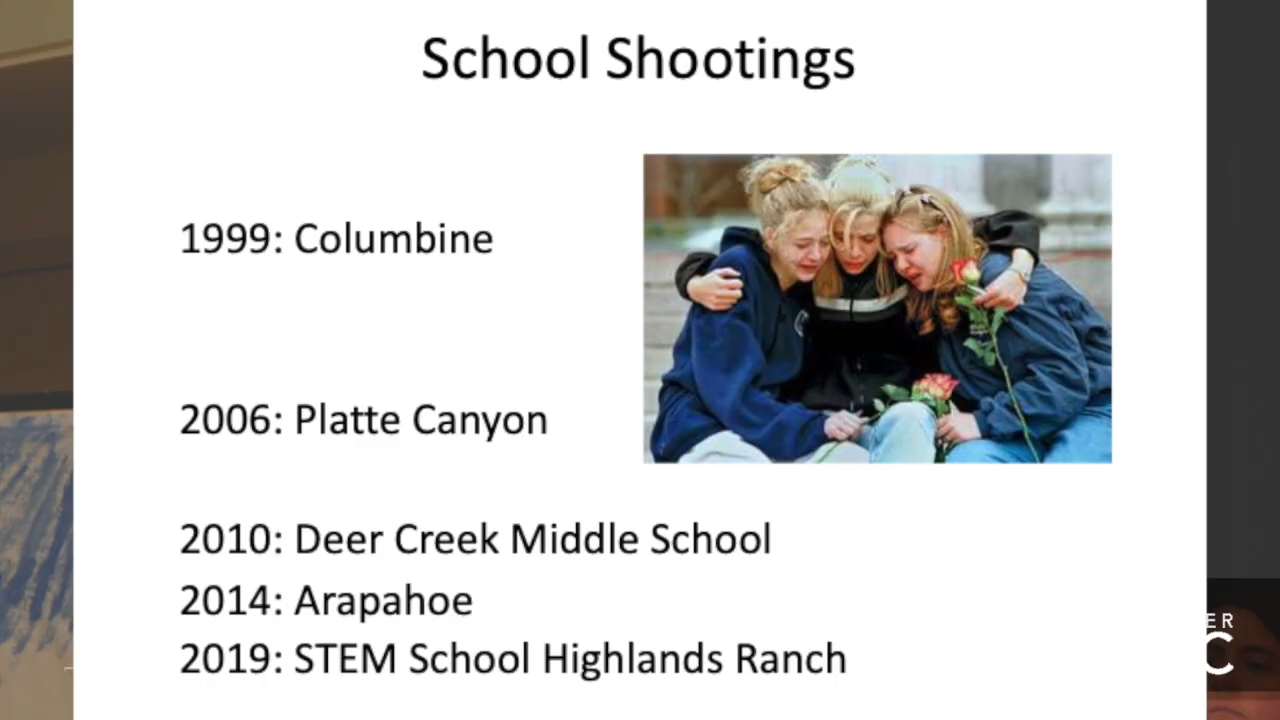 School Shootings
1999: Columbine
2006: Platte Canyon
2010: Deer Creek Middle School
2014: Arapahoe
2019: STEM School Highlands Ranch
ER
C